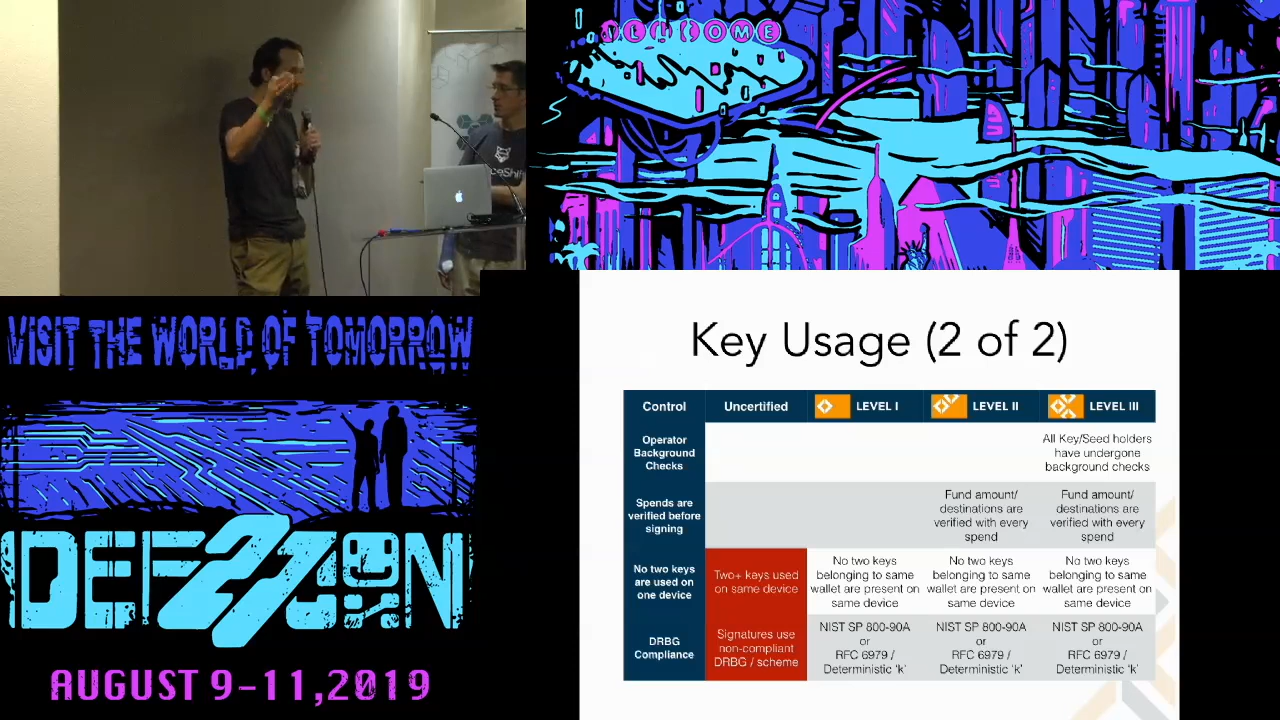 WELCOME
VISIT THE WORLD OF TOMORROW
DEF CON
AUGUST 9-11, 2019
Key Usage (2 of 2)
Control Uncertified LEVEL I LEVEL II LEVEL III
Operator
Background
Checks
All Key/Seed holders
have undergone
background checks
Spends are
verified before
signing
Fund amount/
destinations are
verified with every
spend
Fund amount/
destinations are
verified with every
spend
No two keys
are used on
one device
Two+ keys used
on same device
No two keys
belonging to same
wallet are present on
same device
No two keys
belonging to same
wallet are present on
same device
No two keys
belonging to same
wallet are present on
same device
DRBG
Compliance
Signatures use
non-compliant
DRBG / scheme
NIST SP 800-90A
or
RFC 6979 /
Deterministic 'k'
NIST SP 800-90A
or
RFC 6979 /
Deterministic 'k'
NIST SP 800-90A
or
RFC 6979 /
Deterministic 'k'